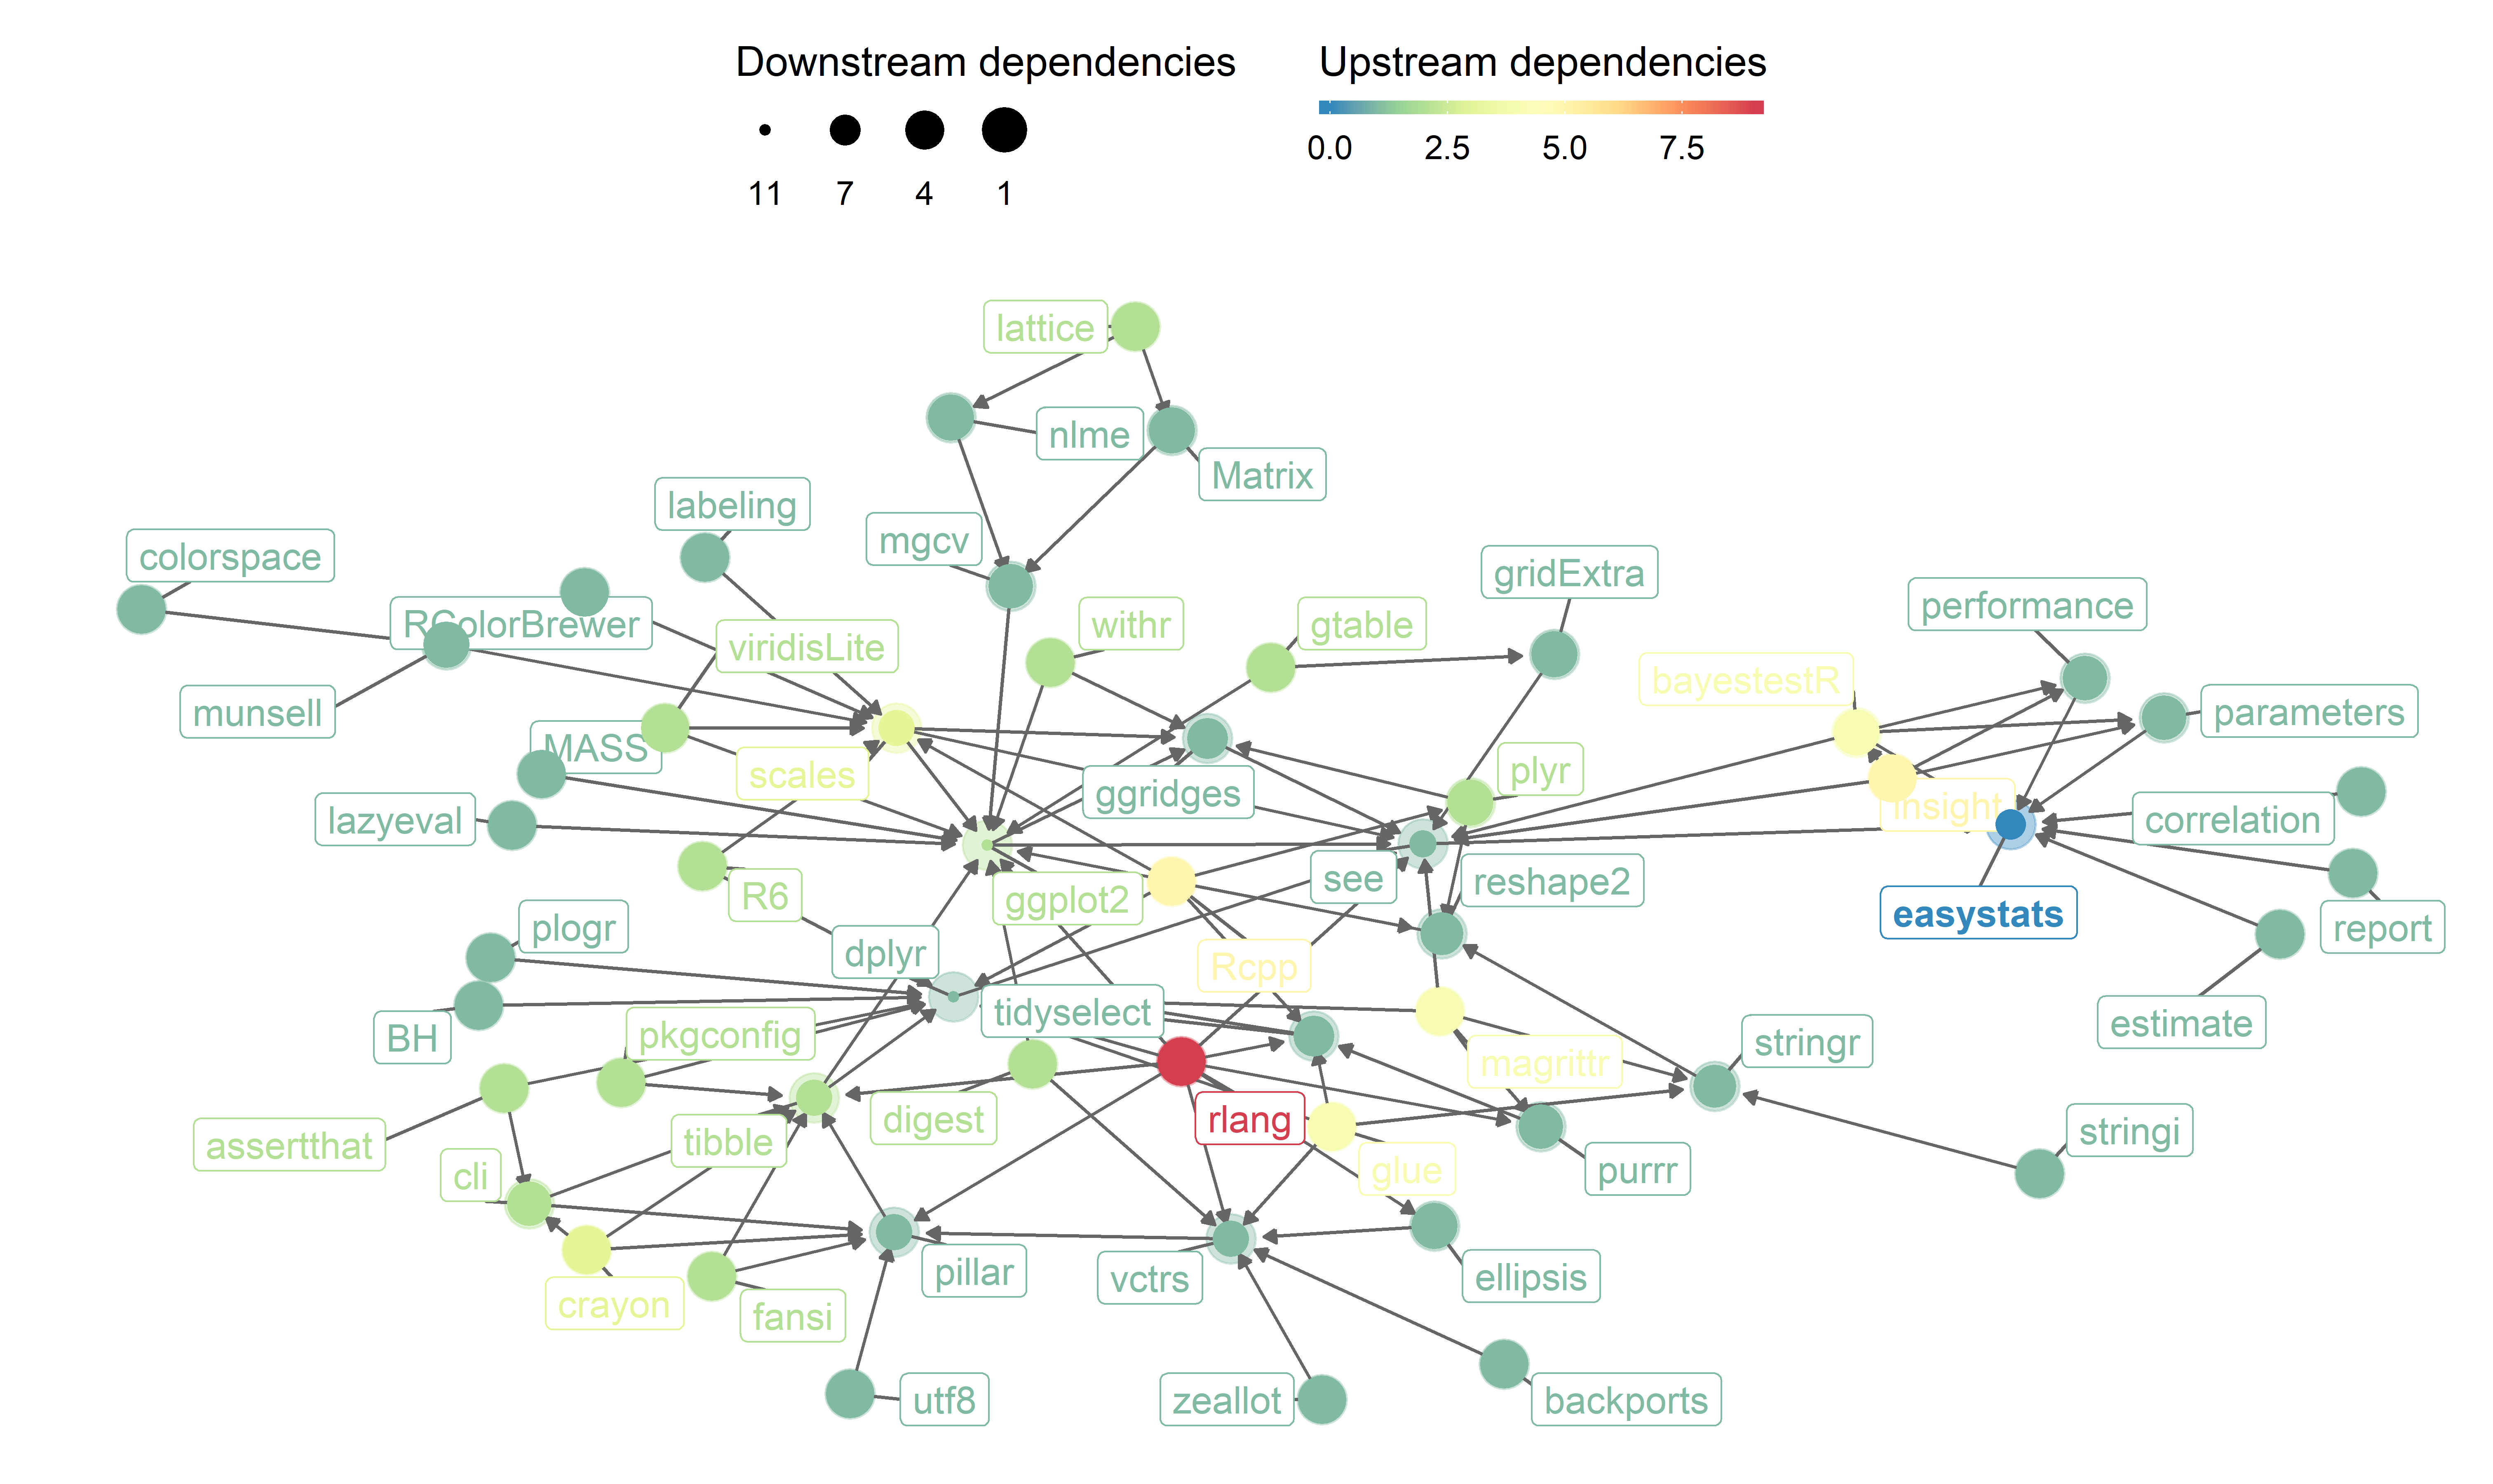 Downstream dependencies
11 7 4 1
Upstream dependencies
0.0 2.5 5.0 7.5
lattice
nlme
Matrix
labeling
mgcv
colorspace
gridExtra
RColorBrewer
withr
gtable
performance
viridisLite
bayestestR
munsell
parameters
MASS
scales
plyr
ggridges
insight
lazyeval
correlation
see
reshape2
R6
ggplot2
easystats
plogr
report
dplyr
Rcpp
tidyselect
estimate
BH
pkgconfig
stringr
magrittr
digest
rlang
stringi
assertthat
tibble
cli
glue
purrr
pillar
vctrs
ellipsis
crayon
fansi
utf8
zeallot
backports